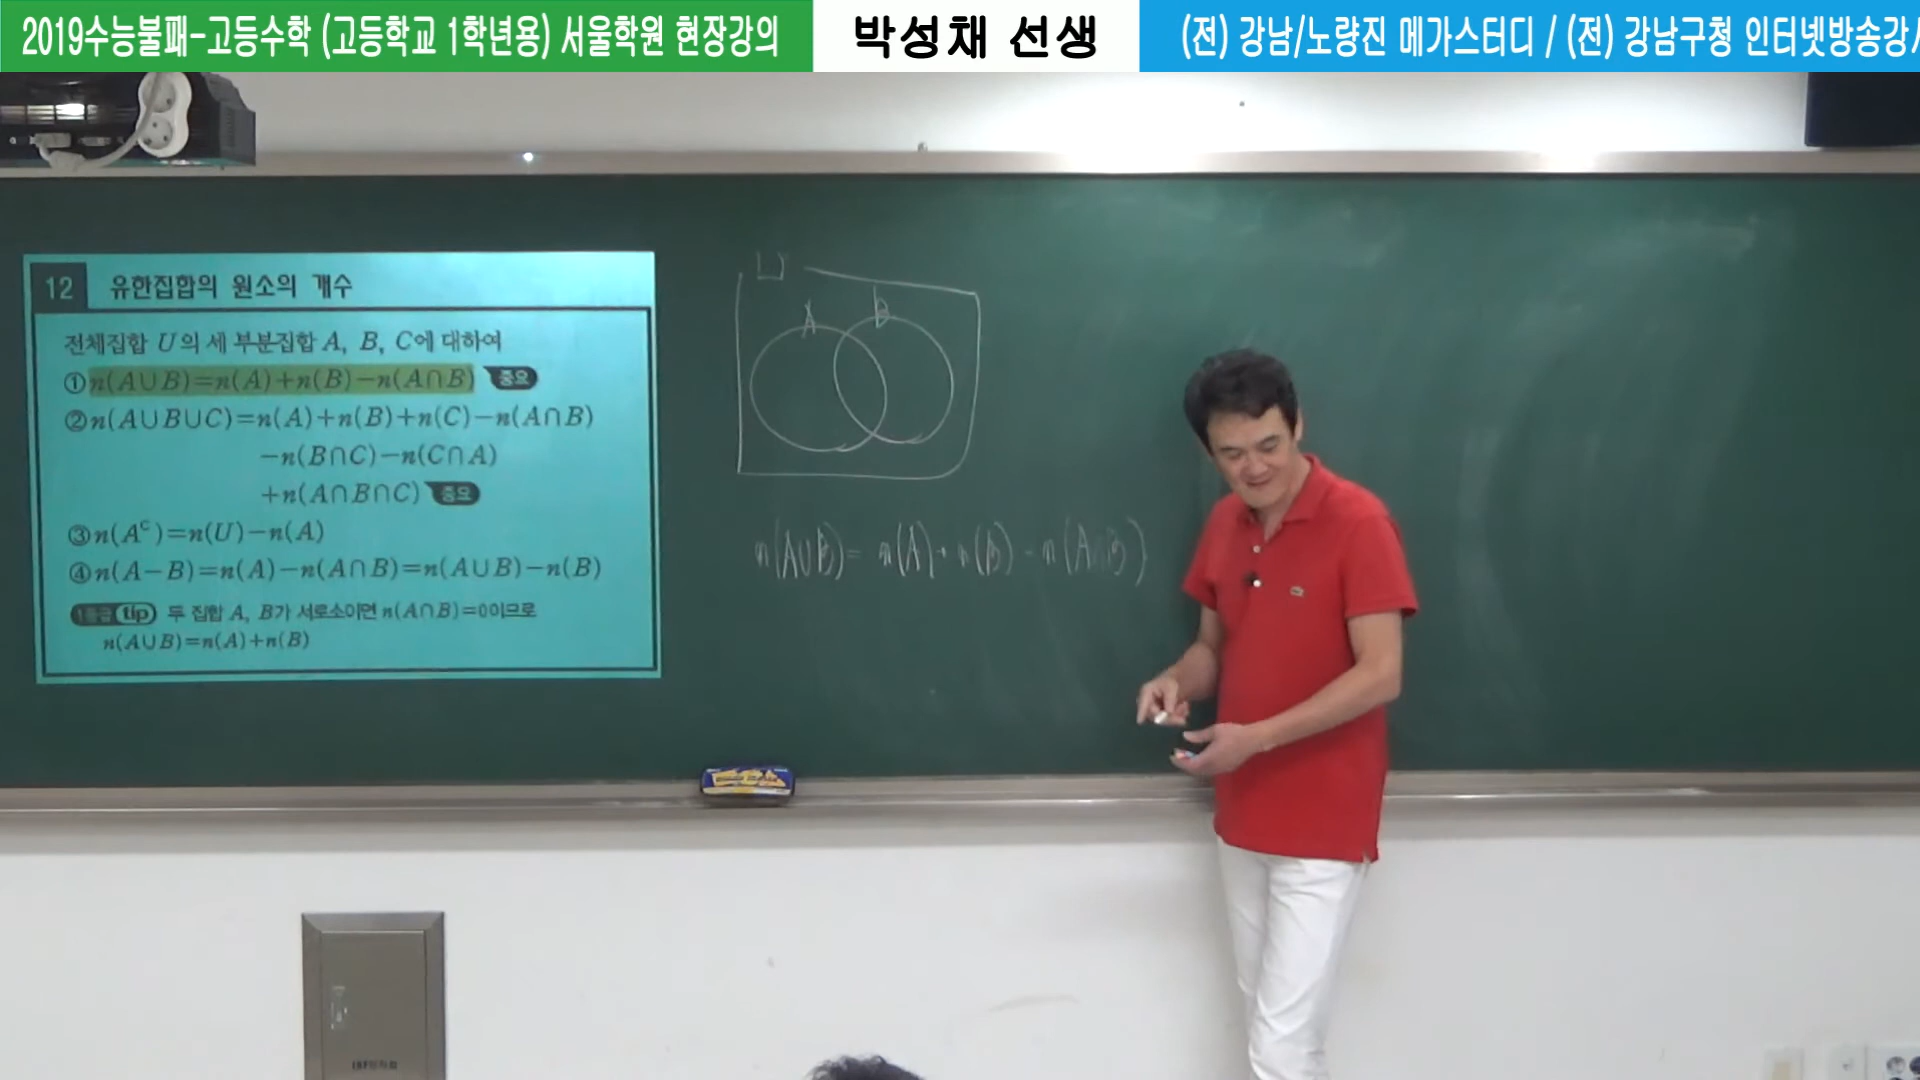 2019수능불패-고등수학 (고등학교 1학년용) 서울학원 현장강의
박성채 선생
(전) 강남/노량진 메가스터디 / (전) 강남구청 인터넷방송강사
12 유한집합의 원소의 개수
전체집합 U의 세 부분집합 A, B, C에 대하여
①n(A∪B)=n(A)+n(B)-n(A∩B) 중요
②n(A∪B∪C)=n(A)+n(B)+n(C)-n(A∩B)
-n(B∩C)-n(C∩A)
+n(A∩B∩C) 중요
③n(Aᶜ)=n(U)-n(A)
④n(A-B)=n(A)-n(A∩B)=n(A∪B)-n(B)
1등급 tip 두 집합 A, B가 서로소이면 n(A∩B)=0이므로
n(A∪B)=n(A)+n(B)
U
A B
n(A∪B)= n(A)+n(B)-n(A∩B)